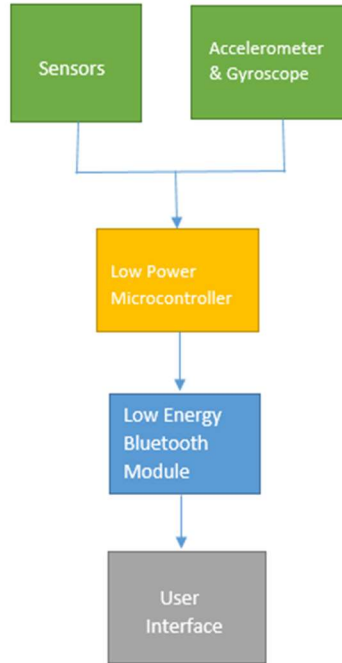 Sensors
Accelerometer
& Gyroscope
Low Power
Microcontroller
Low Energy
Bluetooth
Module
User
Interface